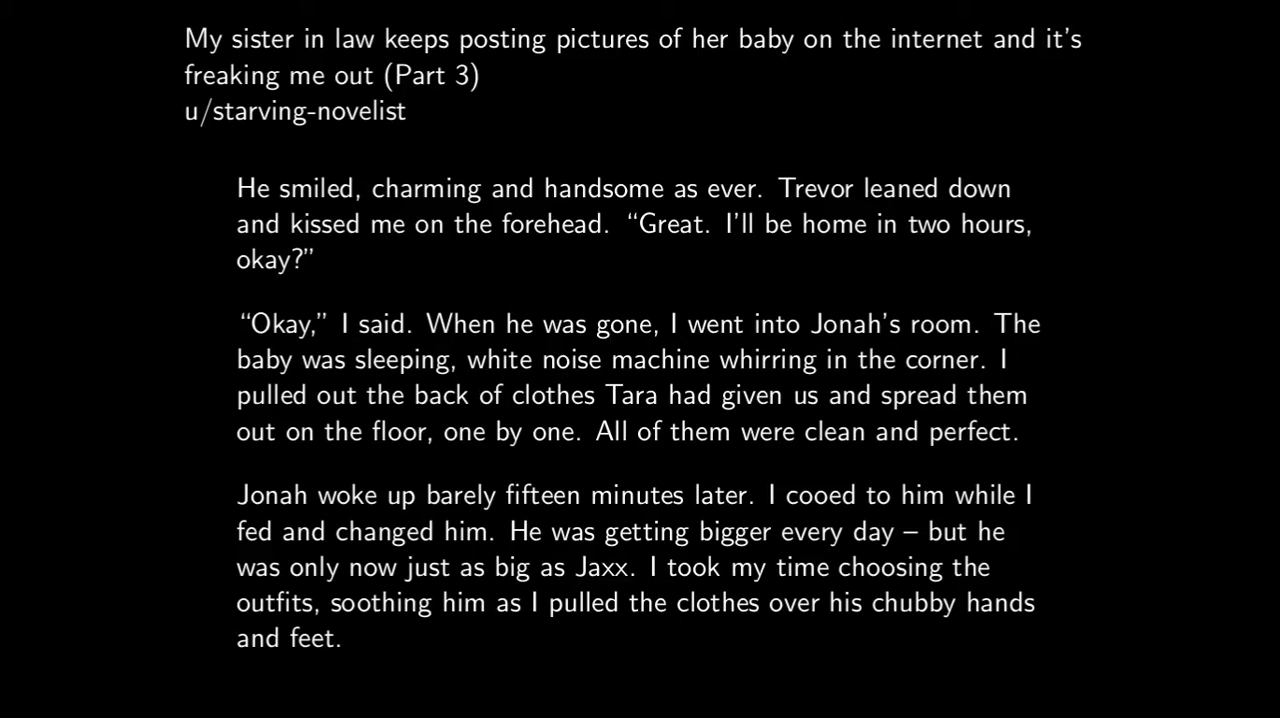 My sister in law keeps posting pictures of her baby on the internet and it's
freaking me out (Part 3)
u/starving-novelist
He smiled, charming and handsome as ever. Trevor leaned down
and kissed me on the forehead. “Great. I'll be home in two hours,
okay?”
“Okay,” I said. When he was gone, I went into Jonah's room. The
baby was sleeping, white noise machine whirring in the corner. I
pulled out the back of clothes Tara had given us and spread them
out on the floor, one by one. All of them were clean and perfect.
Jonah woke up barely fifteen minutes later. I cooed to him while I
fed and changed him. He was getting bigger every day – but he
was only now just as big as Jaxx. I took my time choosing the
outfits, soothing him as I pulled the clothes over his chubby hands
and feet.